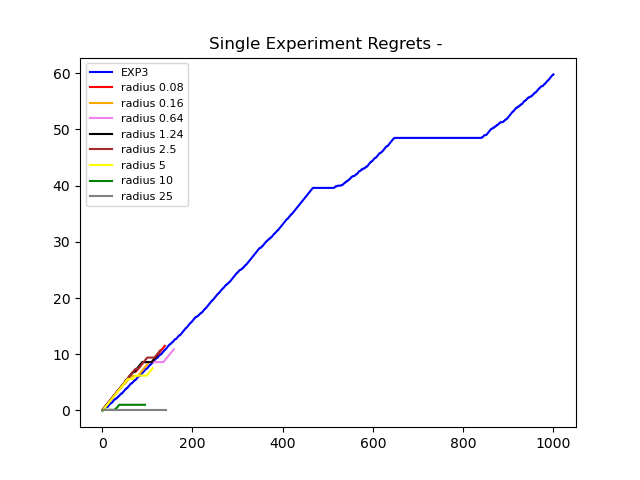 Single Experiment Regrets -
EXP3
radius 0.08
radius 0.16
radius 0.64
radius 1.24
radius 2.5
radius 5
radius 10
radius 25
60
50
40
30
20
10
0
0 200 400 600 800 1000